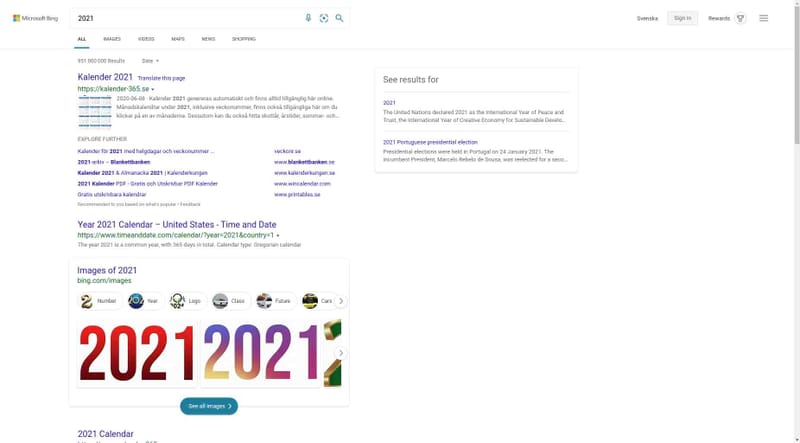 Microsoft Bing
2021
Svenska
Sign in
Rewards
ALL
IMAGES
VIDEOS
MAPS
NEWS
SHOPPING
951 000 000 Results
Date
Kalender 2021 Translate this page
https://kalender-365.se
2020-06-08 · Kalender 2021 genereras automatiskt och finns alltid tillgänglig här online.
Månadskalendrar under 2021, inklusive veckonummer, finns också tillgängliga här om du
klickar på en av månaderna. Dessutom kan du också hitta skottår, årstider, sommar- och…
EXPLORE FURTHER
Kalender för 2021 med helgdagar och veckonummer ...
veckonr.se
2021-arkiv – Blankettbanken
www.blankettbanken.se
Kalender 2021 & Almanacka 2021 | Kalenderkungen
www.kalenderkungen.se
2021 Kalender PDF - Gratis och Utskrivbar PDF Kalender
www.wincalendar.com
Gratis utskrivbara kalendrar
www.printables.se
Recommended to you based on what's popular • Feedback
Year 2021 Calendar – United States - Time and Date
https://www.timeanddate.com/calendar/?year=2021&country=1
The year 2021 is a common year, with 365 days in total. Calendar type: Gregorian calendar
Images of 2021
bing.com/images
Number
Year
Logo
Class
Future
Cars
2021
2021
See all images
2021 Calendar
See results for
2021
The United Nations declared 2021 as the International Year of Peace and
Trust, the International Year of Creative Economy for Sustainable Develo…
2021 Portuguese presidential election
Presidential elections were held in Portugal on 24 January 2021. The
incumbent President, Marcelo Rebelo de Sousa, was reelected for a seco…